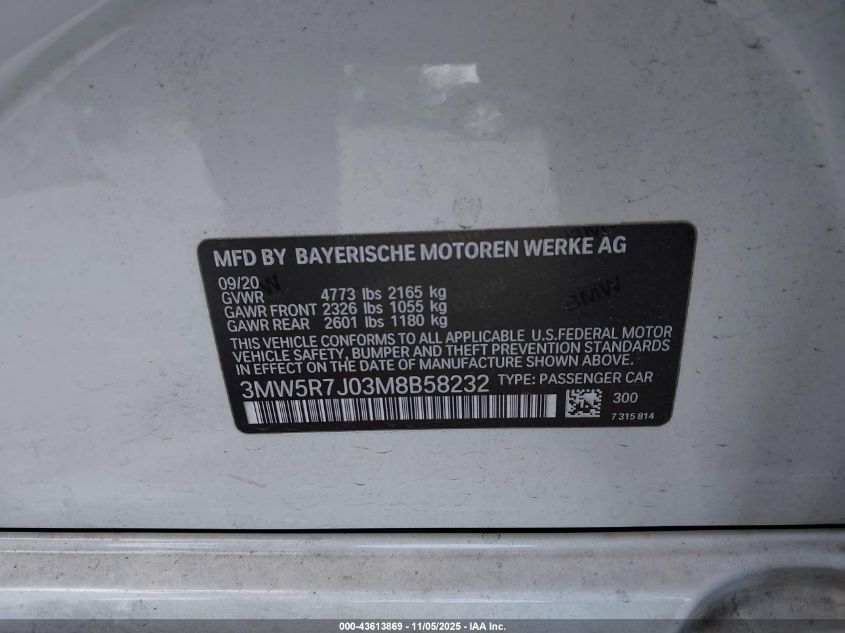 MFD BY BAYERISCHE MOTOREN WERKE AG
09/20
GVWR 4773 lbs 2165 kg
GAWR FRONT 2326 lbs 1055 kg
GAWR REAR 2601 lbs 1180 kg
THIS VEHICLE CONFORMS TO ALL APPLICABLE U.S.FEDERAL MOTOR
VEHICLE SAFETY, BUMPER AND THEFT PREVENTION STANDARDS
IN EFFECT ON THE DATE OF MANUFACTURE SHOWN ABOVE.
3MW5R7J03M8B58232 TYPE: PASSENGER CAR
300
7 315 814
000-43613869 - 11/05/2025 - IAA Inc.